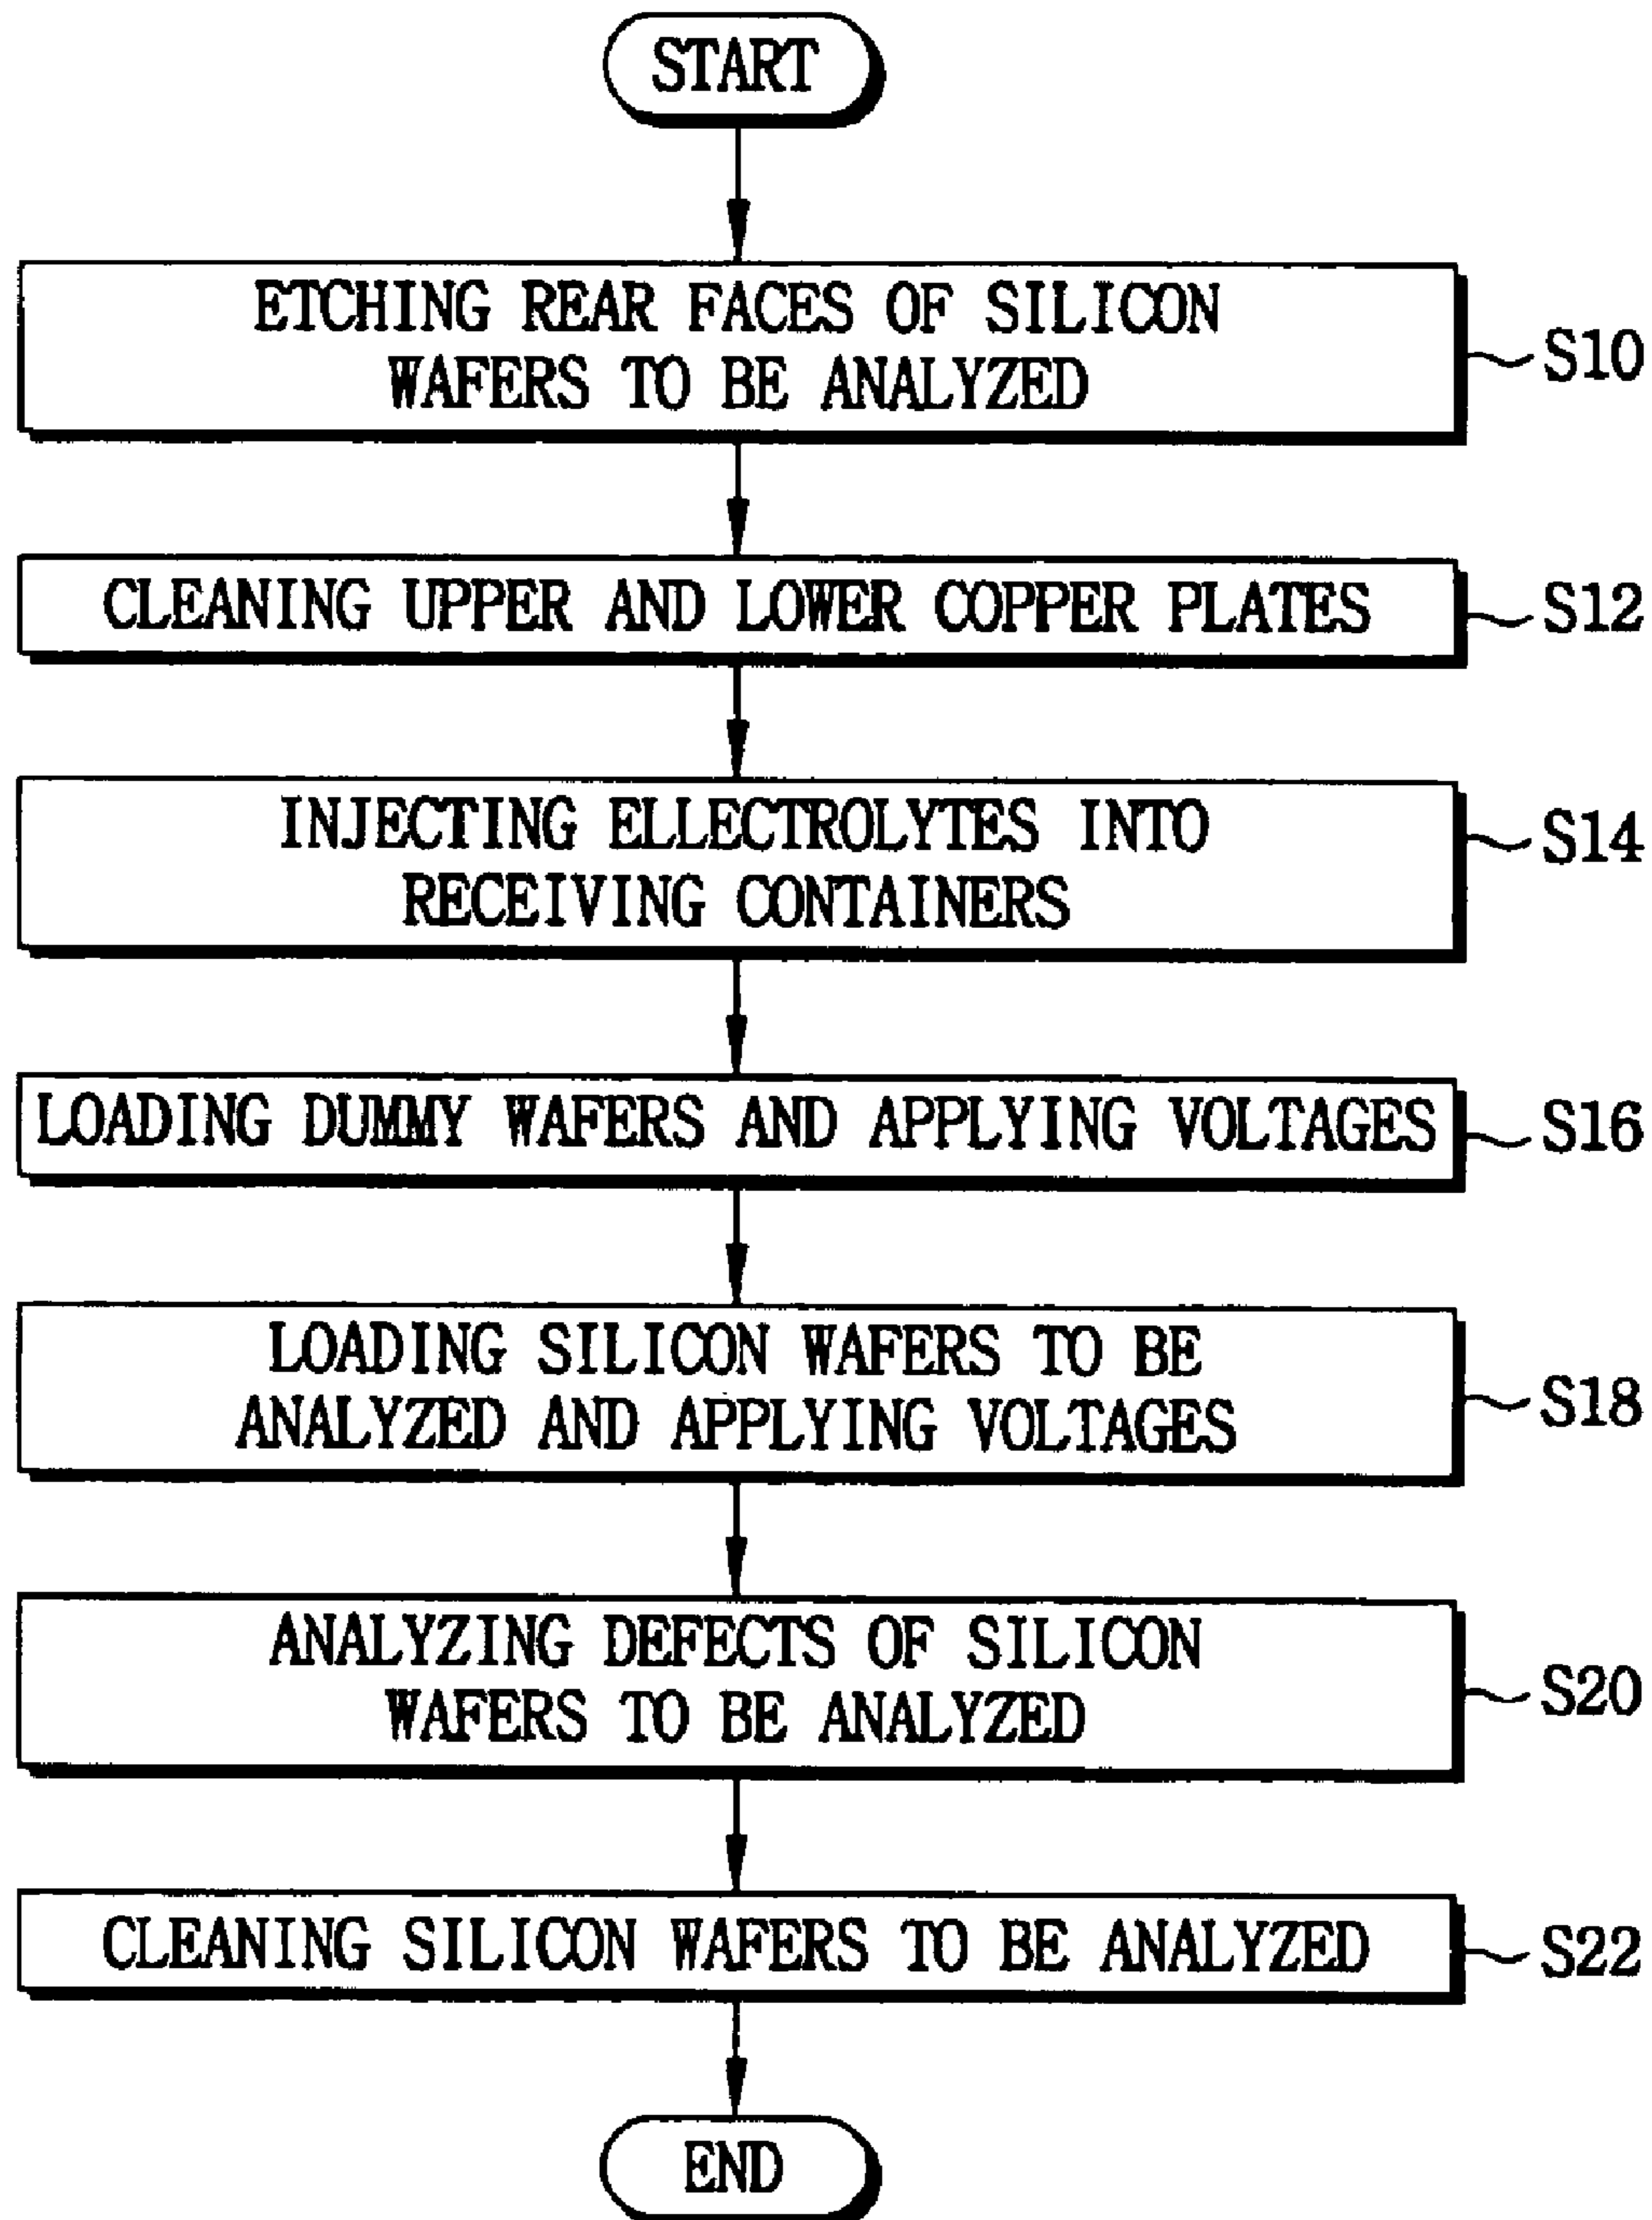 START
ETCHING REAR FACES OF SILICON
WAFERS TO BE ANALYZED
S10
CLEANING UPPER AND LOWER COPPER PLATES
S12
INJECTING ELLECTROLYTES INTO
RECEIVING CONTAINERS
S14
LOADING DUMMY WAFERS AND APPLYING VOLTAGES
S16
LOADING SILICON WAFERS TO BE
ANALYZED AND APPLYING VOLTAGES
S18
ANALYZING DEFECTS OF SILICON
WAFERS TO BE ANALYZED
S20
CLEANING SILICON WAFERS TO BE ANALYZED
S22
END